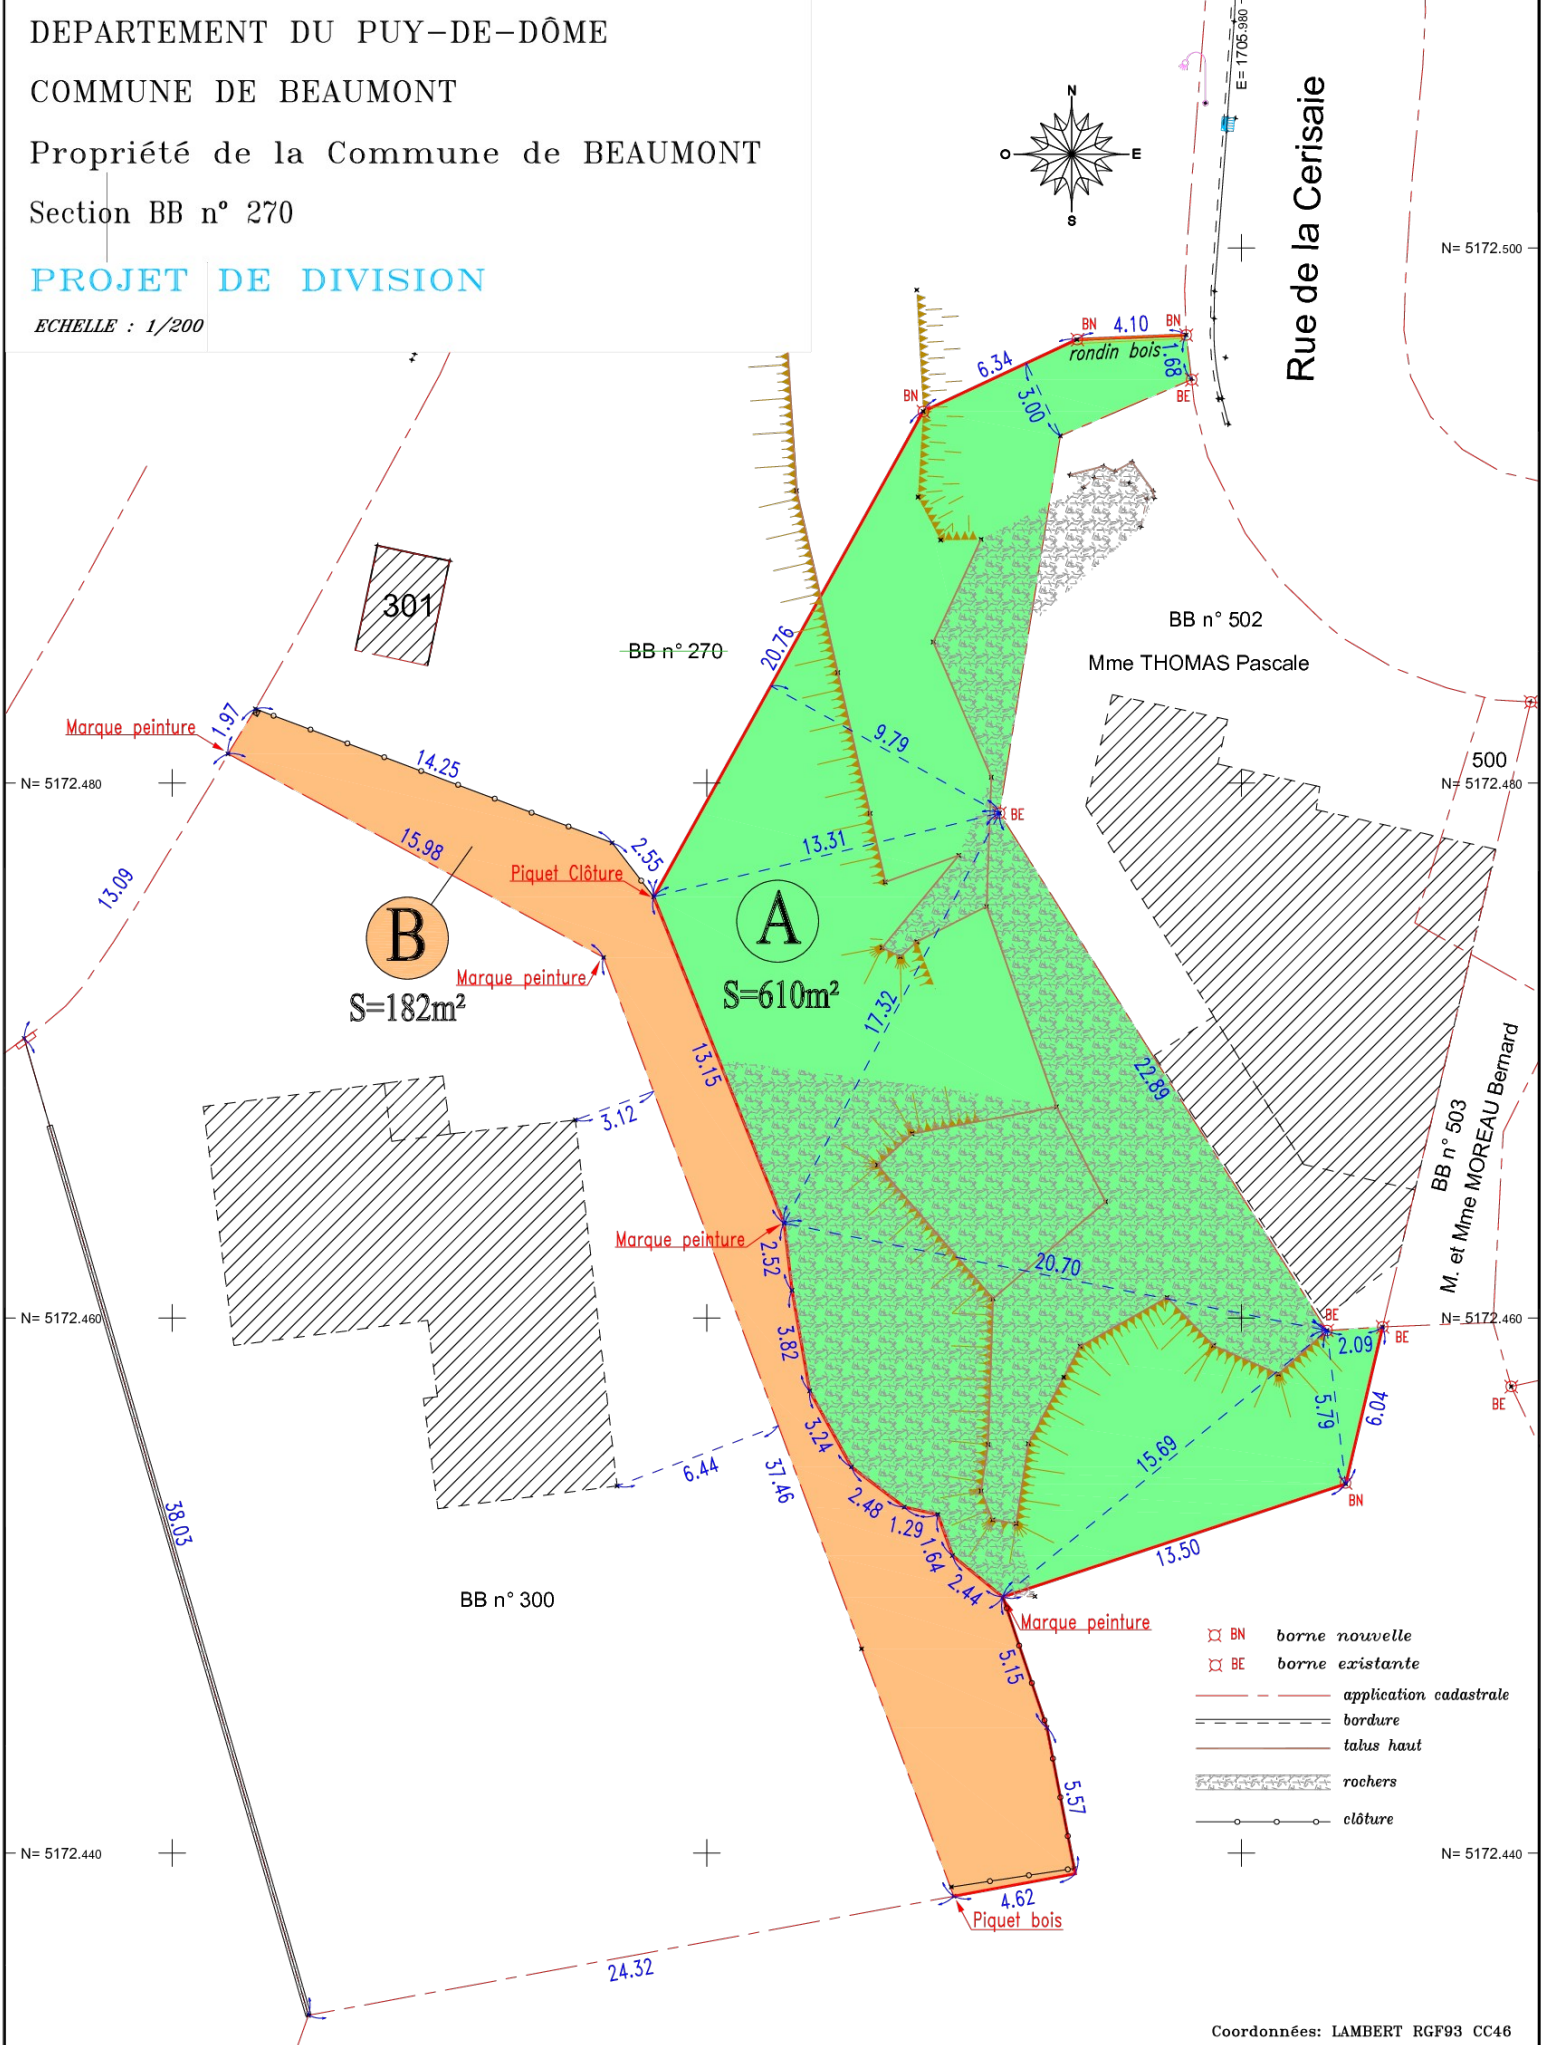 DEPARTEMENT DU PUY-DE-DÔME
COMMUNE DE BEAUMONT
Propriété de la Commune de BEAUMONT
Section BB n° 270
PROJET DE DIVISION
ECHELLE : 1/200
E= 1705.980
N
O
E
S
Rue de la Cerisaie
N= 5172.500
BN
4.10
BN
rondin bois
1.68
6.34
3.00
BE
BN
301
BB n° 270
20.76
BB n° 502
Mme THOMAS Pascale
1.97
Marque peinture
14.25
9.79
500
N= 5172.480
N= 5172.480
BE
15.98
2.55
13.31
Piquet Clôture
13.09
B
S=182m²
A
S=610m²
Marque peinture
17.32
13.15
22.89
3.12
BB n° 503
M. et Mme MOREAU Bernard
Marque peinture
2.52
20.70
N= 5172.460
N= 5172.460
BE
2.09
BE
3.82
5.79
6.04
BE
3.24
15.69
6.44
37.46
2.48
BN
1.29
1.64
38.03
13.50
2.44
BB n° 300
Marque peinture
5.15
BN borne nouvelle
BE borne existante
application cadastrale
bordure
talus haut
rochers
clôture
5.57
N= 5172.440
N= 5172.440
4.62
Piquet bois
24.32
Coordonnées: LAMBERT RGF93 CC46